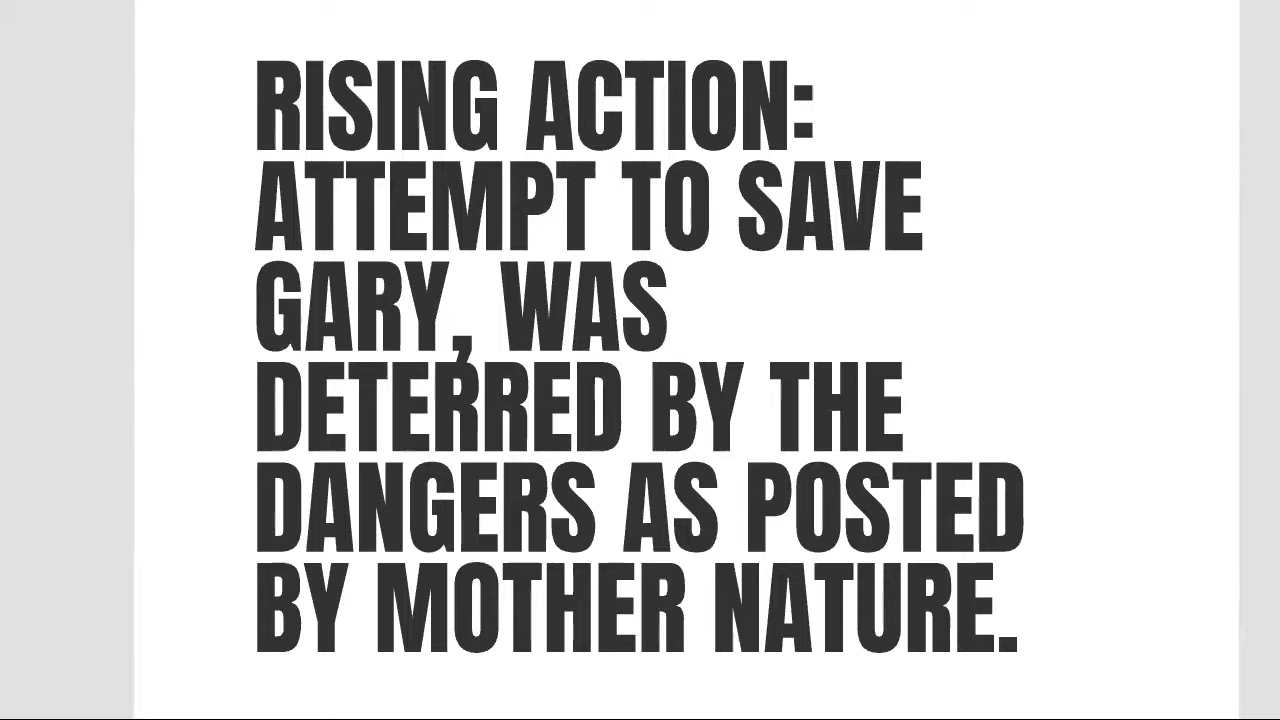 RISING ACTION:
ATTEMPT TO SAVE
GARY, WAS
DETERRED BY THE
DANGERS AS POSTED
BY MOTHER NATURE.